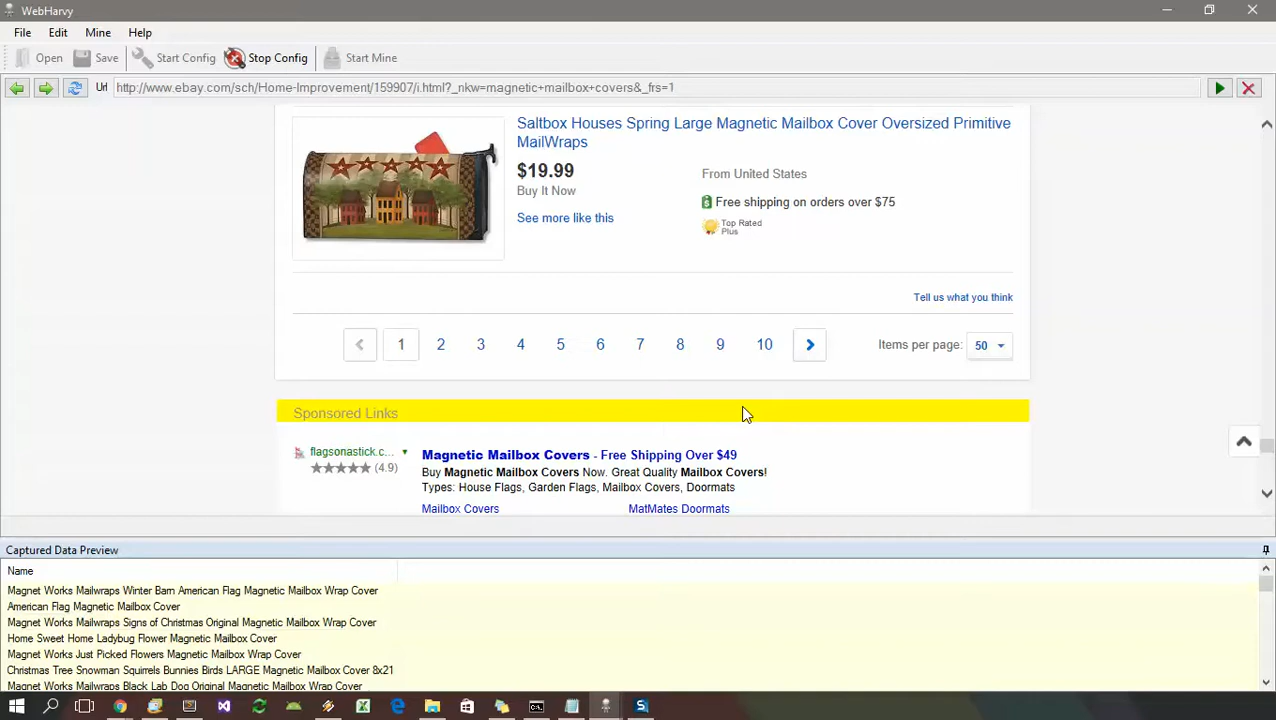 WebHarvy
File Edit Mine Help
Open Save Start Config Stop Config Start Mine
Url http://www.ebay.com/sch/Home-Improvement/159907/i.html?_nkw=magnetic+mailbox+covers&_frs=1
Saltbox Houses Spring Large Magnetic Mailbox Cover Oversized Primitive
MailWraps
$19.99
From United States
Buy It Now
Free shipping on orders over $75
See more like this
Top Rated
Plus
Tell us what you think
1 2 3 4 5 6 7 8 9 10 Items per page: 50
Sponsored Links
flagsonastick.c... Magnetic Mailbox Covers - Free Shipping Over $49
(4.9) Buy Magnetic Mailbox Covers Now. Great Quality Mailbox Covers!
Types: House Flags, Garden Flags, Mailbox Covers, Doormats
Mailbox Covers MatMates Doormats
Captured Data Preview
Name
Magnet Works Mailwraps Winter Barn American Flag Magnetic Mailbox Wrap Cover
American Flag Magnetic Mailbox Cover
Magnet Works Mailwraps Signs of Christmas Original Magnetic Mailbox Wrap Cover
Home Sweet Home Ladybug Flower Magnetic Mailbox Cover
Magnet Works Just Picked Flowers Magnetic Mailbox Wrap Cover
Christmas Tree Snowman Squirrels Bunnies Birds LARGE Magnetic Mailbox Cover 8x21
Magnet Works Mailwraps Black Lab Dog Original Magnetic Mailbox Wrap Cover